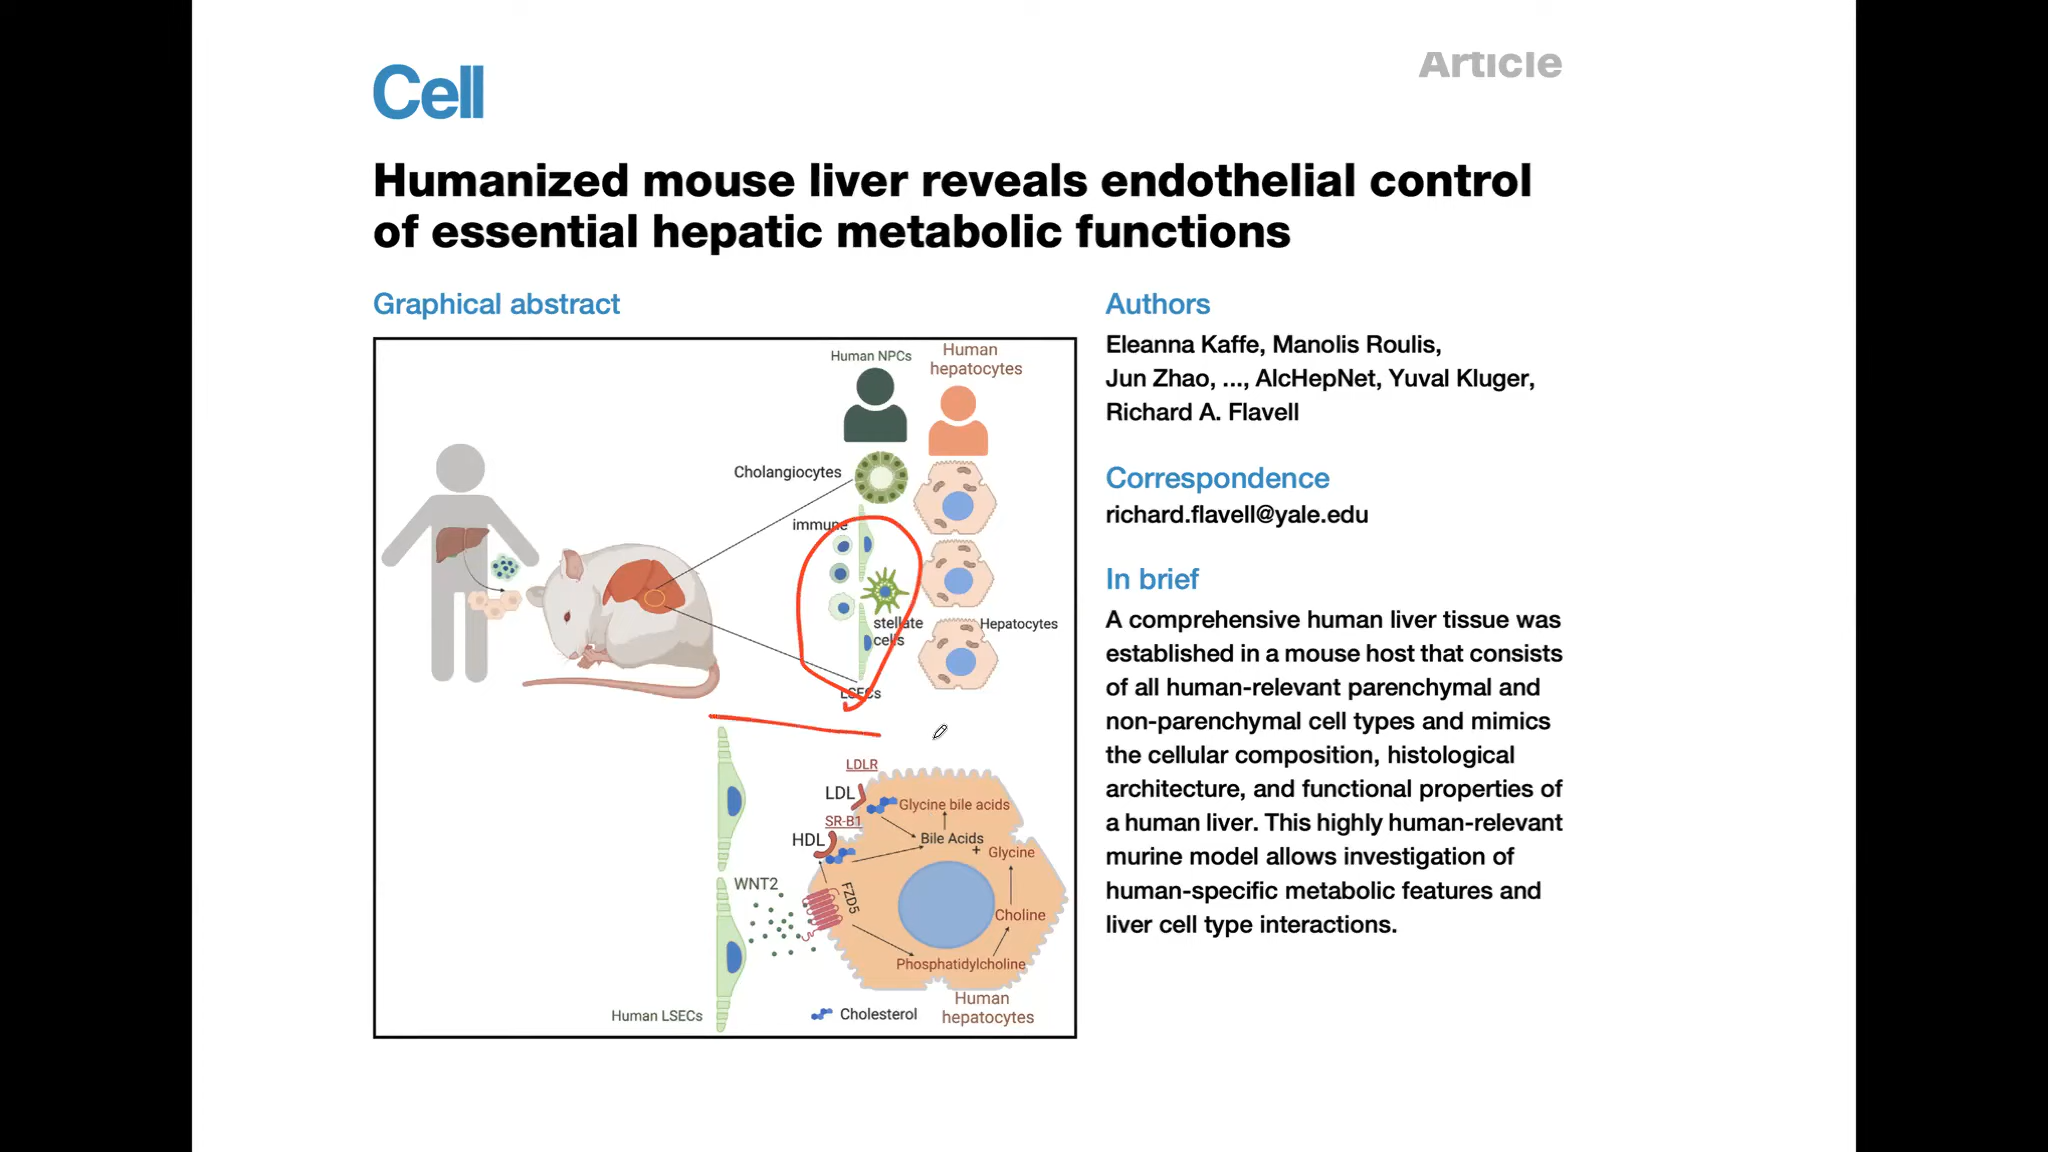 Cell
Article
Humanized mouse liver reveals endothelial control
of essential hepatic metabolic functions
Graphical abstract
Human NPCs
Human
hepatocytes
Cholangiocytes
immune
stellate
cells
Hepatocytes
LSECs
LDLR
LDL
Glycine bile acids
SR-B1
HDL
Bile Acids
+
Glycine
WNT2
FZD5
Choline
Phosphatidylcholine
Human LSECs
Cholesterol
Human
hepatocytes
Authors
Eleanna Kaffe, Manolis Roulis,
Jun Zhao, ..., AlcHepNet, Yuval Kluger,
Richard A. Flavell
Correspondence
richard.flavell@yale.edu
In brief
A comprehensive human liver tissue was
established in a mouse host that consists
of all human-relevant parenchymal and
non-parenchymal cell types and mimics
the cellular composition, histological
architecture, and functional properties of
a human liver. This highly human-relevant
murine model allows investigation of
human-specific metabolic features and
liver cell type interactions.